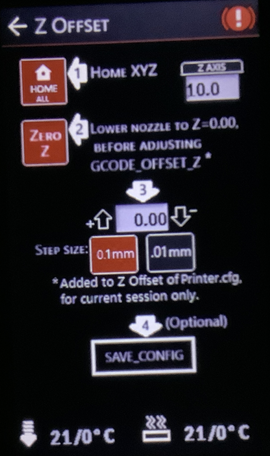 ← Z OFFSET
HOME ALL
1 HOME XYZ
Z AXIS
10.0
ZERO Z
2 LOWER NOZZLE TO Z=0.00,
BEFORE ADJUSTING
GCODE_OFFSET_Z *
3
+ 0.00 -
STEP SIZE: 0.1mm .01mm
*Added to Z Offset of Printer.cfg,
for current session only.
4 (Optional)
SAVE_CONFIG
21/0°C 21/0°C